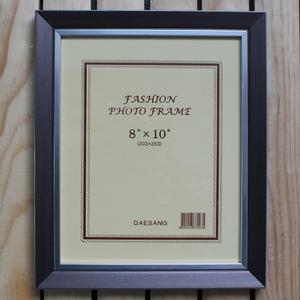 FASHION
PHOTO FRAME
8"×10"
(203×253)
DAESANG